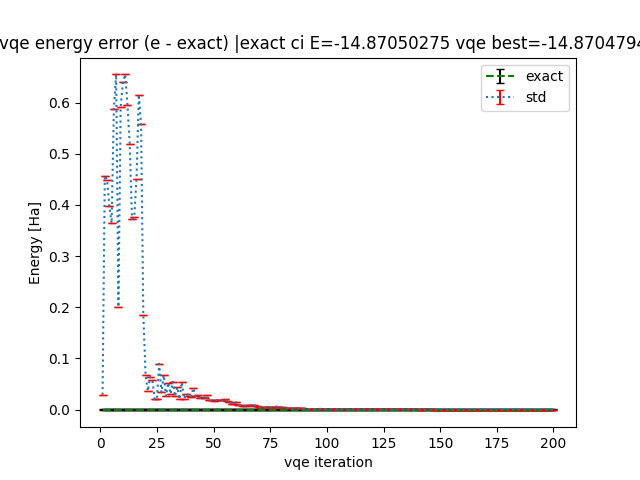 vqe energy error (e - exact) |exact ci E=-14.87050275 vqe best=-14.8704794
exact
std
Energy [Ha]
0.6
0.5
0.4
0.3
0.2
0.1
0.0
0 25 50 75 100 125 150 175 200
vqe iteration